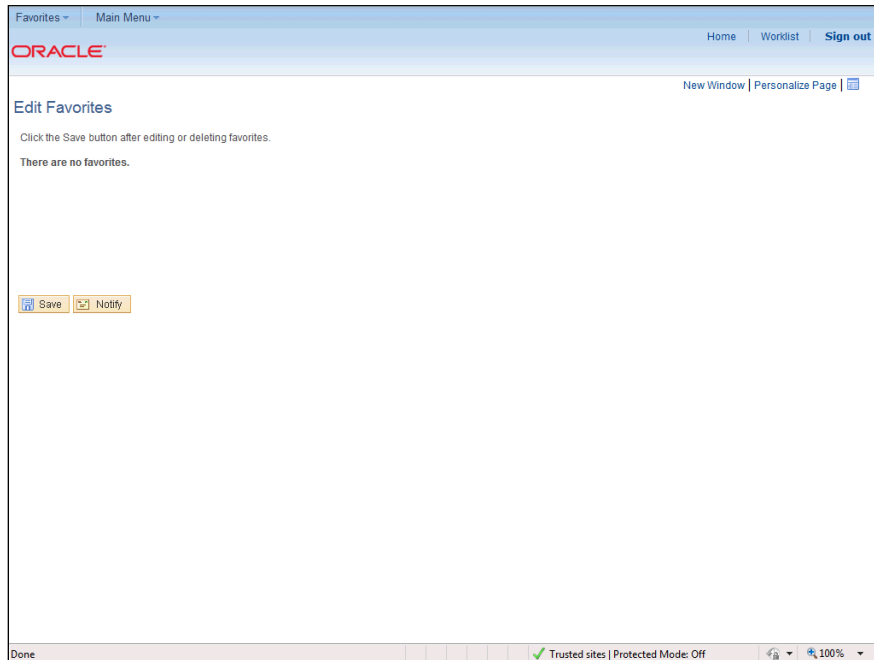 Favorites Main Menu
Home Worklist Sign out
ORACLE
New Window | Personalize Page |
Edit Favorites
Click the Save button after editing or deleting favorites.
There are no favorites.
Save Notify
Done Trusted sites | Protected Mode: Off 100%